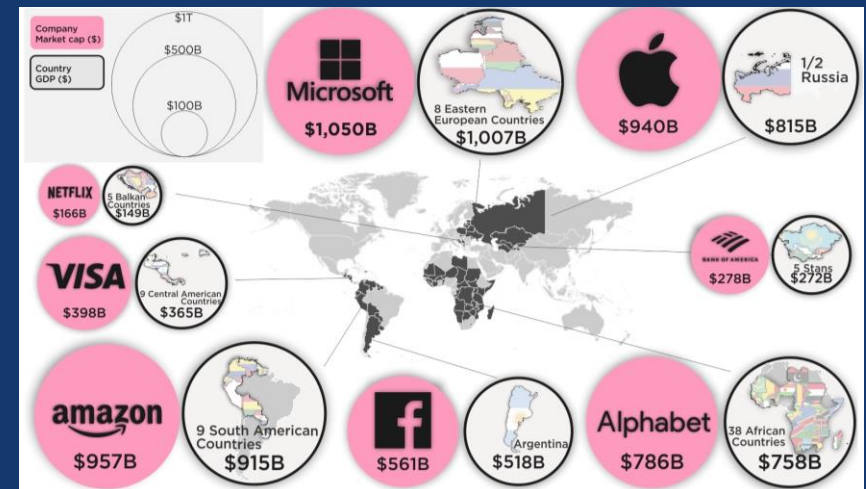 Company
Market cap ($)
Country
GDP ($)
$1T
$500B
$100B
Microsoft
$1,050B
8 Eastern
European Countries
$1,007B
$940B
1/2
Russia
$815B
NETFLIX
$166B
5 Balkan
Countries
$149B
VISA
$398B
9 Central American
Countries
$365B
BANK OF AMERICA
$278B
5 Stans
$272B
amazon
$957B
9 South American
Countries
$915B
f
$561B
Argentina
$518B
Alphabet
$786B
38 African
Countries
$758B